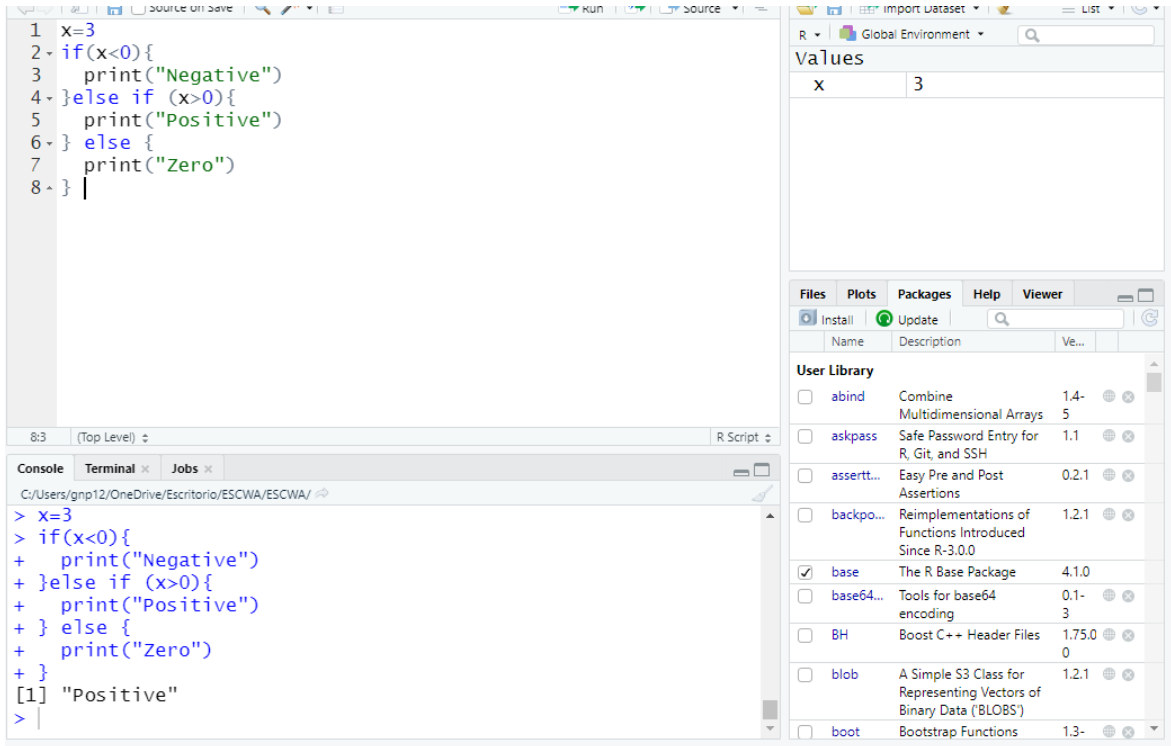 Source on Save Run Source
1 x=3
2 if(x<0){
3 print("Negative")
4 }else if (x>0){
5 print("Positive")
6 } else {
7 print("Zero")
8 }
8:3 (Top Level) R Script
Console Terminal Jobs
C:/Users/gnp12/OneDrive/Escritorio/ESCWA/ESCWA/
> x=3
> if(x<0){
+ print("Negative")
+ }else if (x>0){
+ print("Positive")
+ } else {
+ print("Zero")
+ }
[1] "Positive"
>
Import Dataset List
R Global Environment
Values
x 3
Files Plots Packages Help Viewer
Install Update
Name Description Ve...
User Library
abind Combine 1.4-
Multidimensional Arrays 5
askpass Safe Password Entry for 1.1
R, Git, and SSH
assertt... Easy Pre and Post 0.2.1
Assertions
backpo... Reimplementations of 1.2.1
Functions Introduced
Since R-3.0.0
base The R Base Package 4.1.0
base64... Tools for base64 0.1-
encoding 3
BH Boost C++ Header Files 1.75.0
0
blob A Simple S3 Class for 1.2.1
Representing Vectors of
Binary Data ('BLOBS')
boot Bootstrap Functions 1.3-